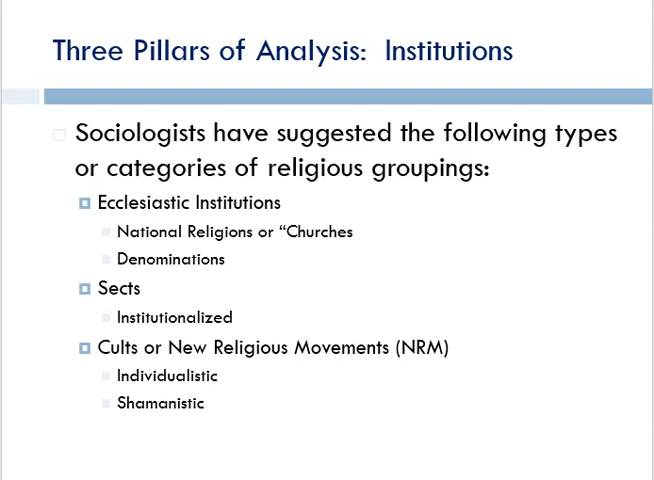 Three Pillars of Analysis:  Institutions
Sociologists have suggested the following types
or categories of religious groupings:
Ecclesiastic Institutions
National Religions or “Churches
Denominations
Sects
Institutionalized
Cults or New Religious Movements (NRM)
Individualistic
Shamanistic